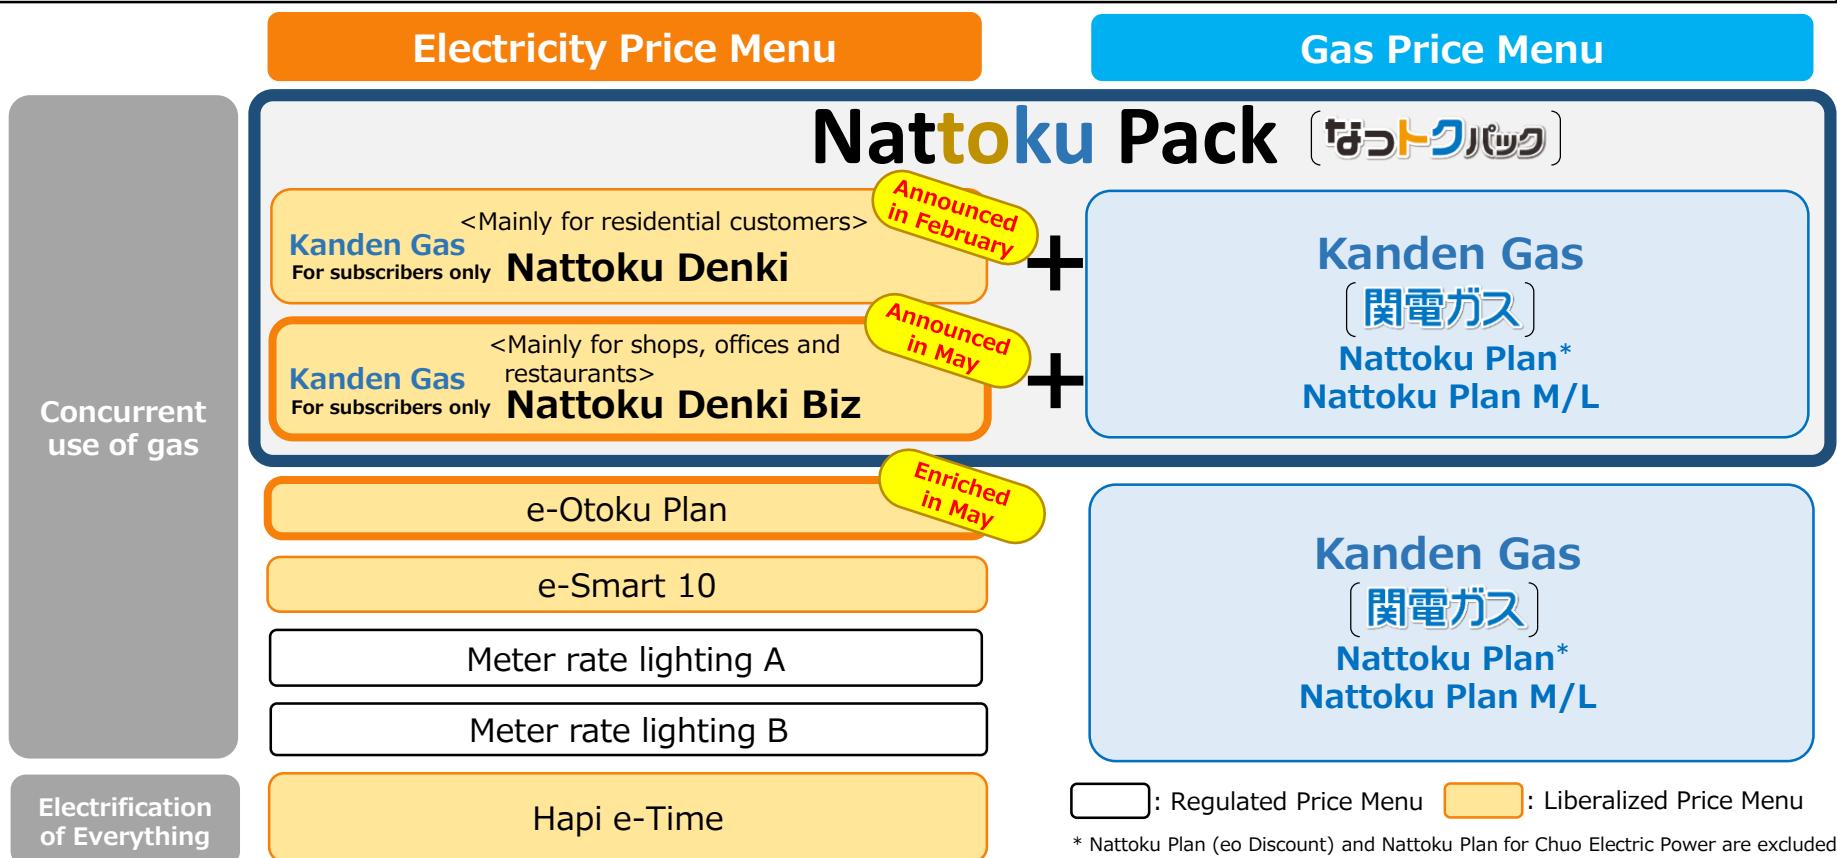 Electricity Price Menu
Gas Price Menu
Concurrent
use of gas
Nattoku Pack
なっトクパック
<Mainly for residential customers>
Kanden Gas
For subscribers only
Nattoku Denki
Announced
in February
+
<Mainly for shops, offices and
restaurants>
Kanden Gas
For subscribers only
Nattoku Denki Biz
Announced
in May
+
Kanden Gas
関電ガス
Nattoku Plan*
Nattoku Plan M/L
e-Otoku Plan
Enriched
in May
e-Smart 10
Meter rate lighting A
Meter rate lighting B
Kanden Gas
関電ガス
Nattoku Plan*
Nattoku Plan M/L
Electrification
of Everything
Hapi e-Time
: Regulated Price Menu
: Liberalized Price Menu
* Nattoku Plan (eo Discount) and Nattoku Plan for Chuo Electric Power are excluded